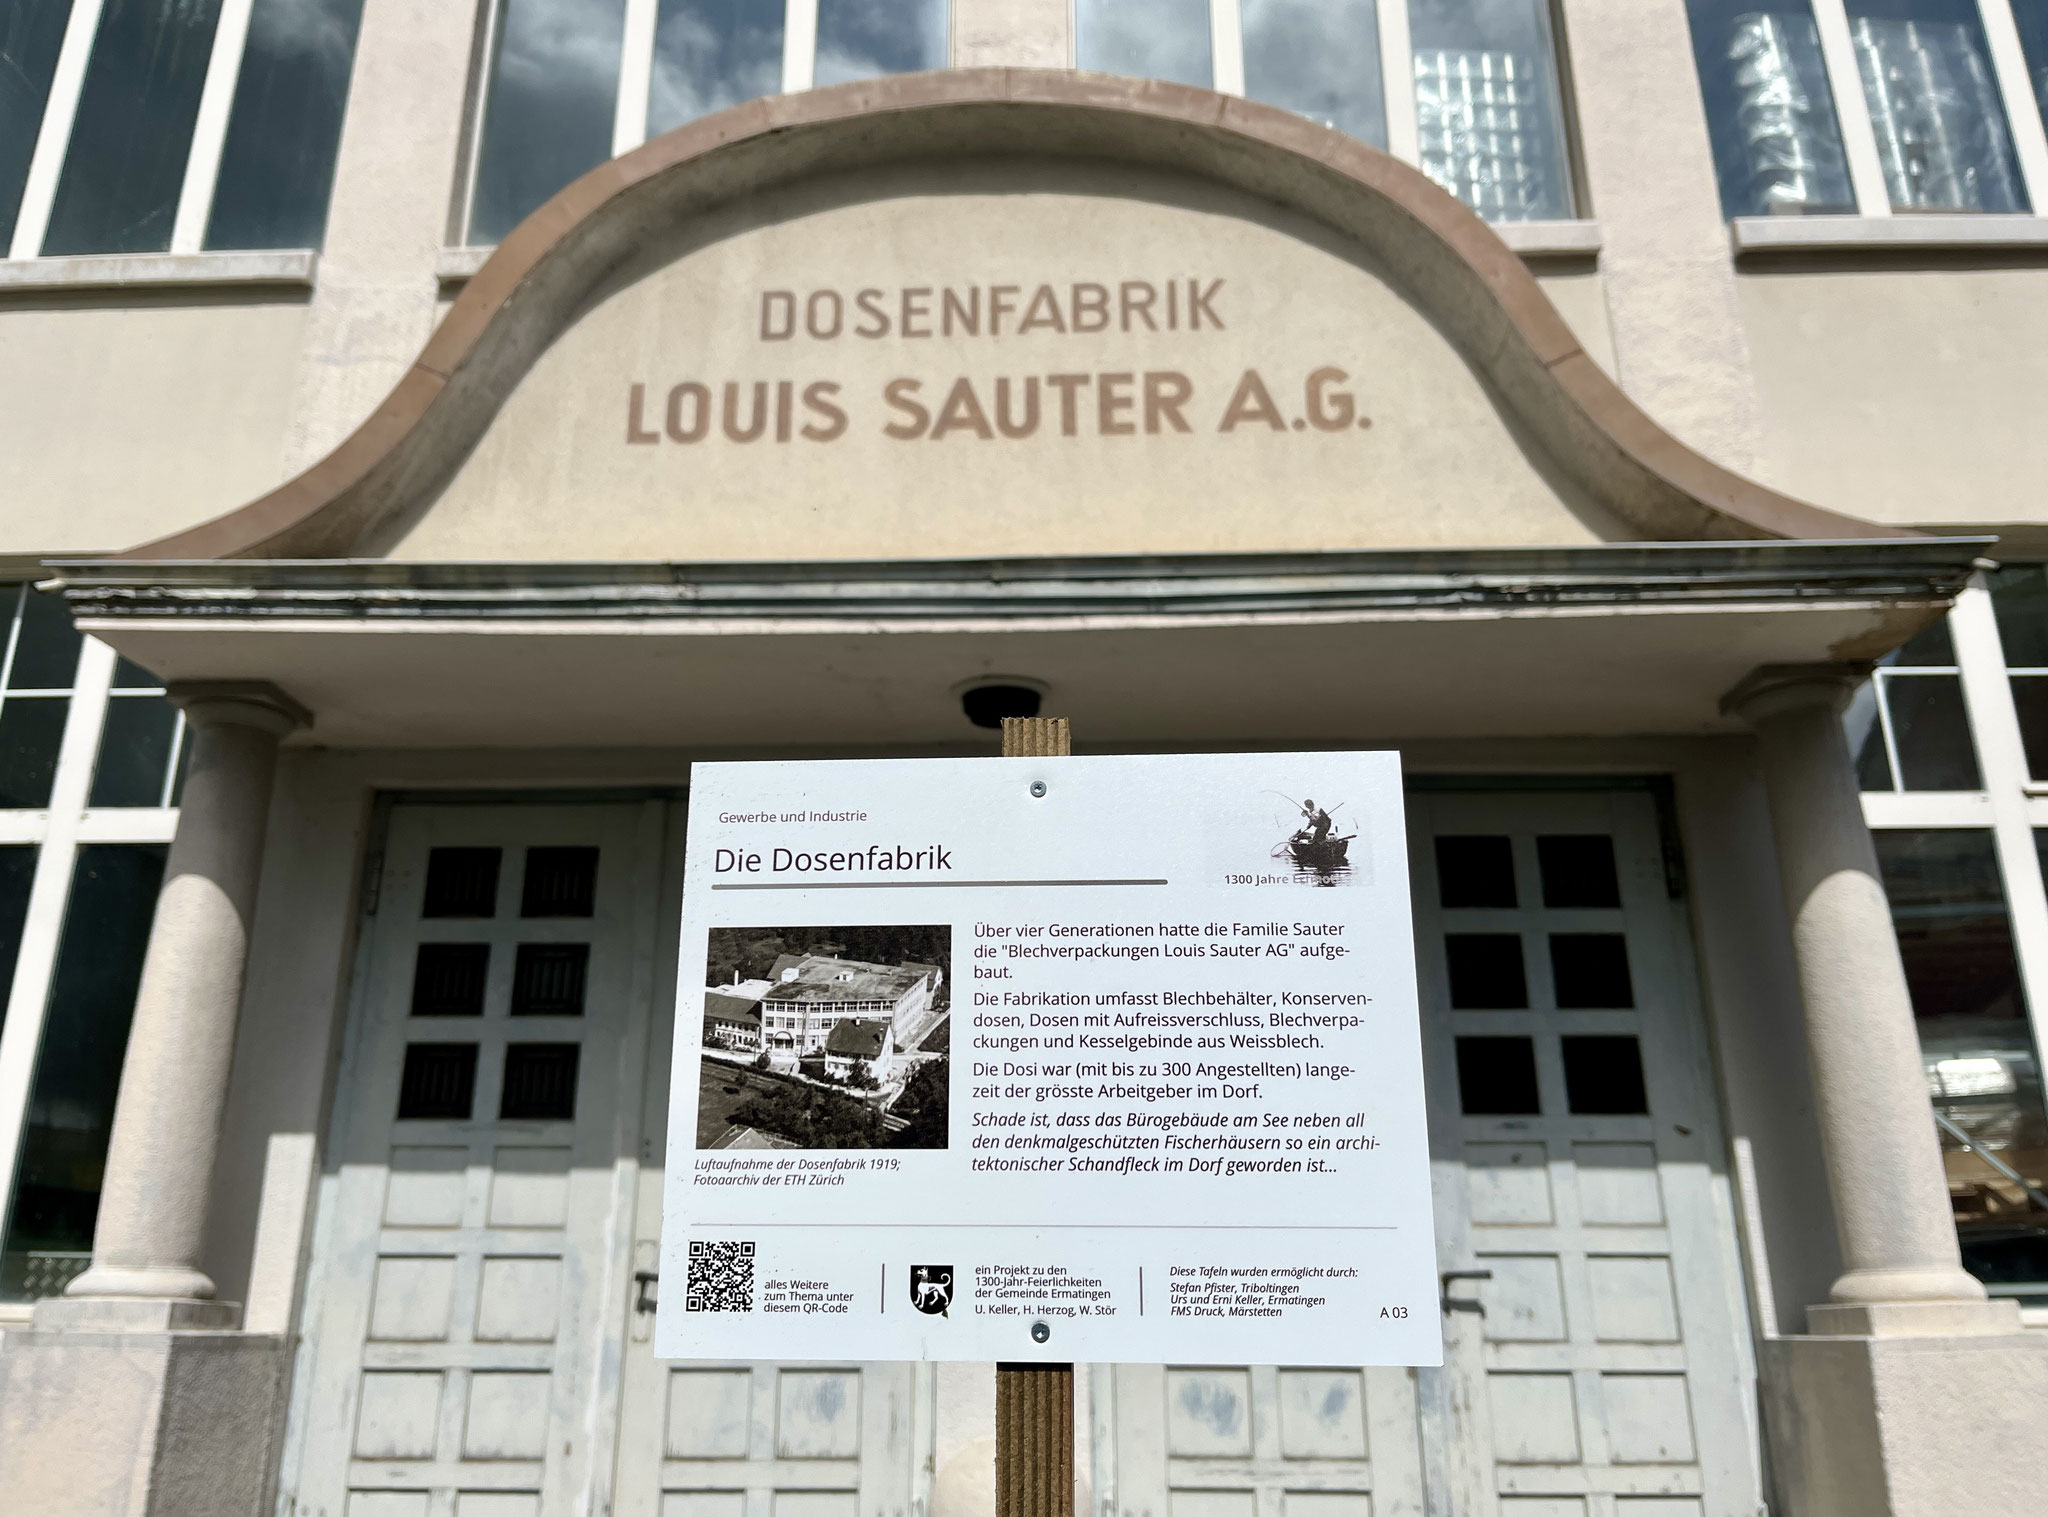 DOSENFABRIK
LOUIS SAUTER A.G.
Gewerbe und Industrie
Die Dosenfabrik
1300 Jahre
Über vier Generationen hatte die Familie Sauter
die "Blechverpackungen Louis Sauter AG" aufge-
baut.
Die Fabrikation umfasst Blechbehälter, Konserven-
dosen, Dosen mit Aufreissverschluss, Blechverpa-
ckungen und Kesselgebinde aus Weissblech.
Die Dosi war (mit bis zu 300 Angestellten) lange-
zeit der grösste Arbeitgeber im Dorf.
Schade ist, dass das Bürogebäude am See neben all
den denkmalgeschützten Fischerhäusern so ein archi-
tektonischer Schandfleck im Dorf geworden ist...
Luftaufnahme der Dosenfabrik 1919;
Fotoaarchiv der ETH Zürich
alles Weitere
zum Thema unter
diesem QR-Code
ein Projekt zu den
1300-Jahr-Feierlichkeiten
der Gemeinde Ermatingen
U. Keller, H. Herzog, W. Stör
Diese Tafeln wurden ermöglicht durch:
Stefan Pfister, Triboltingen
Urs und Erni Keller, Ermatingen
FMS Druck, Märstetten
A 03